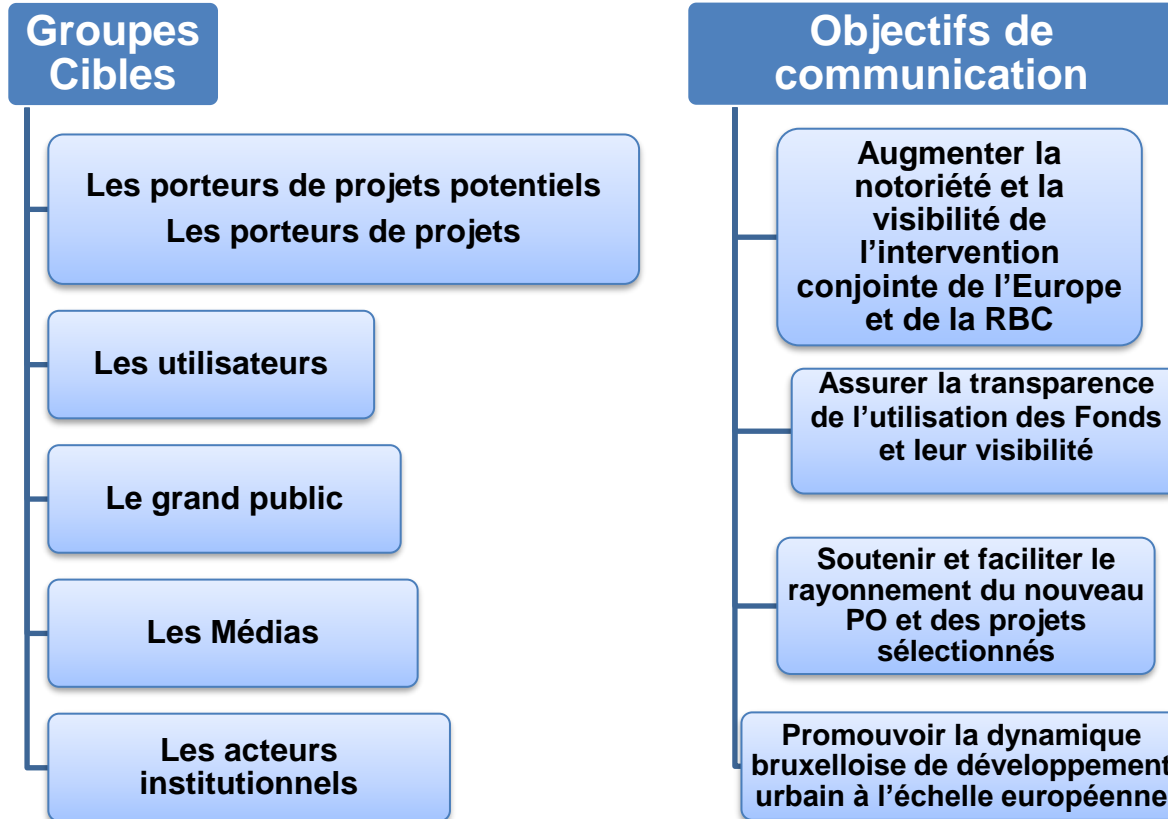 Groupes
Cibles
Les porteurs de projets potentiels
Les porteurs de projets
Les utilisateurs
Le grand public
Les Médias
Les acteurs
institutionnels
Objectifs de
communication
Augmenter la
notoriété et la
visibilité de
l’intervention
conjointe de l’Europe
et de la RBC
Assurer la transparence
de l’utilisation des Fonds
et leur visibilité
Soutenir et faciliter le
rayonnement du nouveau
PO et des projets
sélectionnés
Promouvoir la dynamique
bruxelloise de développement
urbain à l’échelle européenne